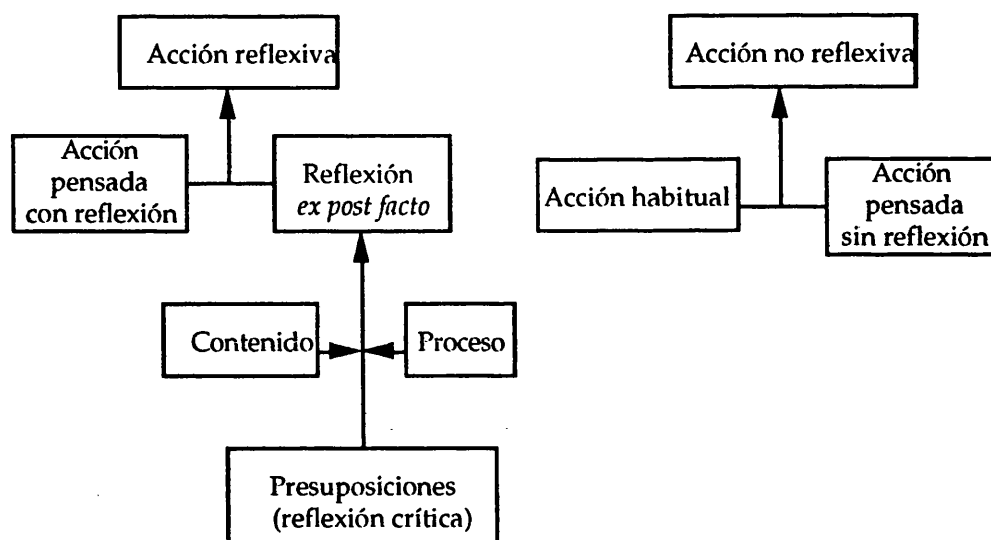 Acción reflexiva
Acción no reflexiva
Acción
pensada
con reflexión
Reflexión
ex post facto
Acción habitual
Acción
pensada
sin reflexión
Contenido
Proceso
Presuposiciones
(reflexión crítica)